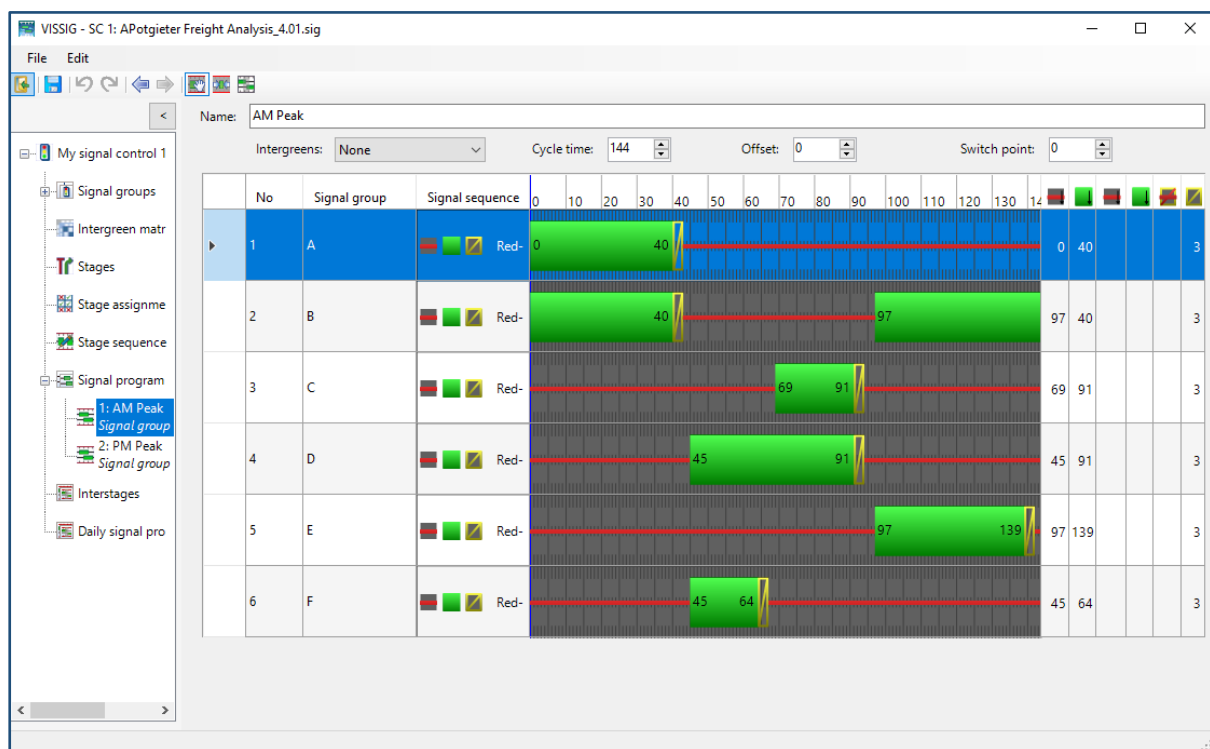 VISSIG - SC 1: APotgieter Freight Analysis_4.01.sig
File Edit
< Name: AM Peak
Intergreens: None Cycle time: 144 Offset: 0 Switch point: 0
My signal control 1
Signal groups
Intergreen matr
Stages
Stage assignme
Stage sequence
Signal program
1: AM Peak
Signal group
2: PM Peak
Signal group
Interstages
Daily signal pro
No Signal group Signal sequence 0 10 20 30 40 50 60 70 80 90 100 110 120 130 14
1 A Red- 0 40 0 40 3
2 B Red- 40 97 97 40 3
3 C Red- 69 91 69 91 3
4 D Red- 45 91 45 91 3
5 E Red- 97 139 97 139 3
6 F Red- 45 64 45 64 3
< >